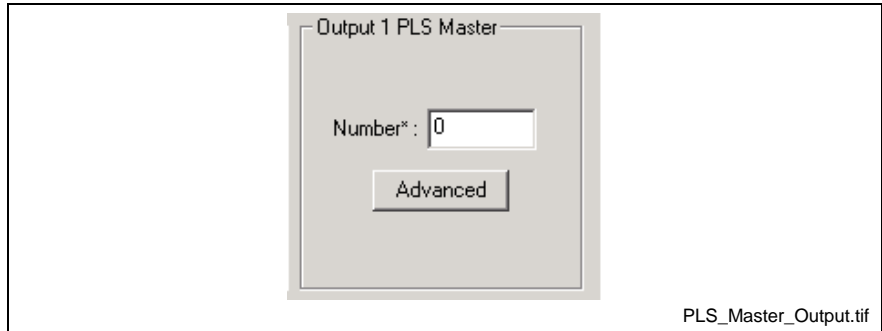 Output 1 PLS Master
Number* : 0
Advanced
PLS_Master_Output.tif